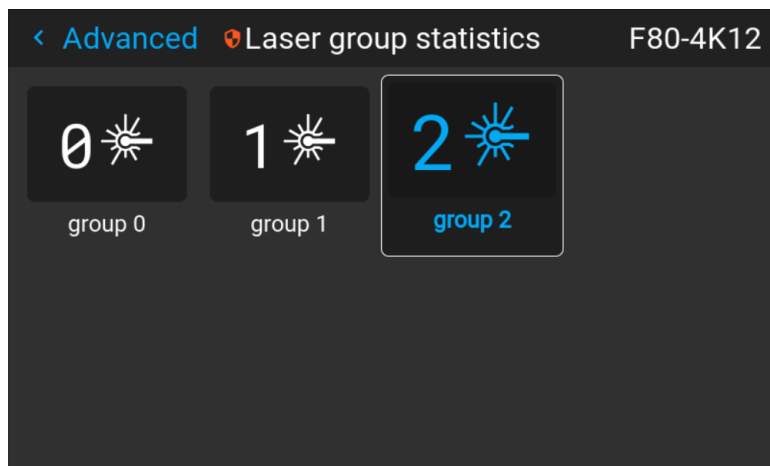 ‹ Advanced Laser group statistics F80-4K12
0 1 2
group 0 group 1 group 2